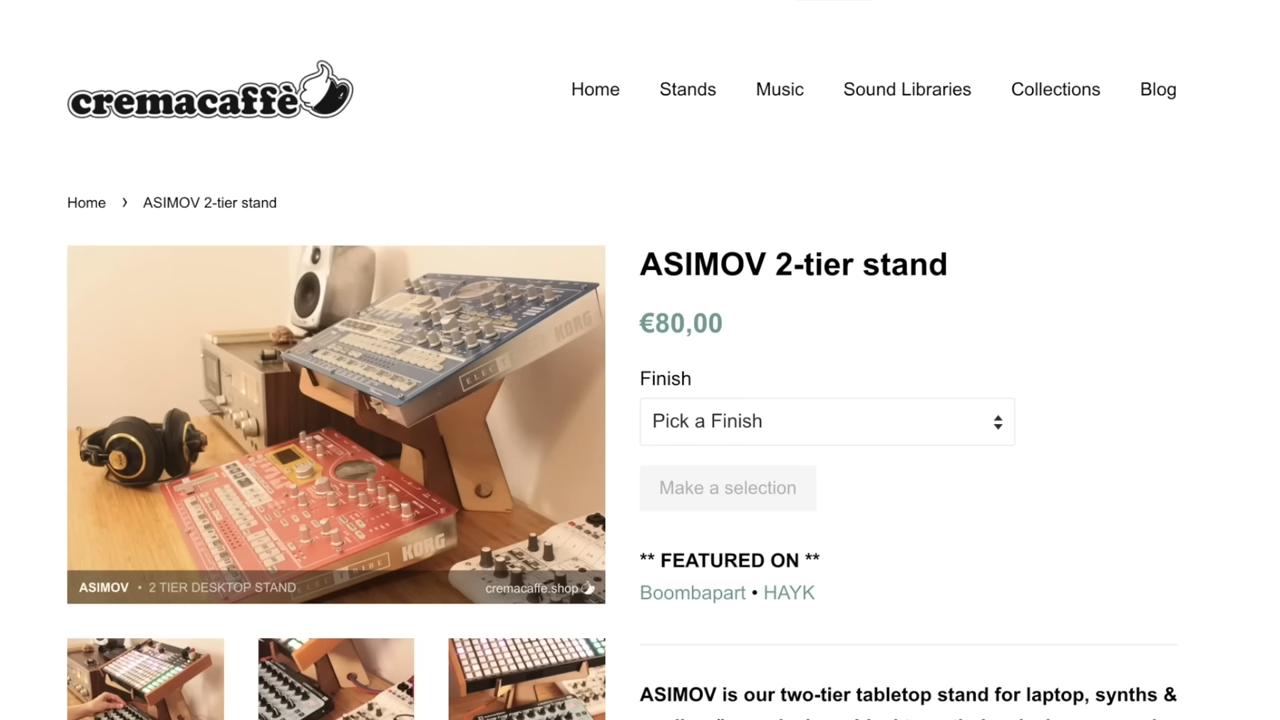 cremacaffè
Home Stands Music Sound Libraries Collections Blog
Home › ASIMOV 2-tier stand
ASIMOV 2-tier stand
€80,00
Finish
Pick a Finish
Make a selection
** FEATURED ON **
Boombapart • HAYK
KORG
KORG
ASIMOV • 2 TIER DESKTOP STAND
cremacaffe.shop
ASIMOV is our two-tier tabletop stand for laptop, synths &